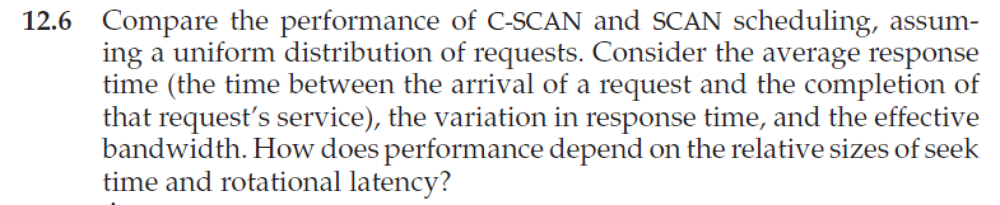 12.6 Compare the performance of C-SCAN and SCAN scheduling, assum-
ing a uniform distribution of requests. Consider the average response
time (the time between the arrival of a request and the completion of
that request's service), the variation in response time, and the effective
bandwidth. How does performance depend on the relative sizes of seek
time and rotational latency?